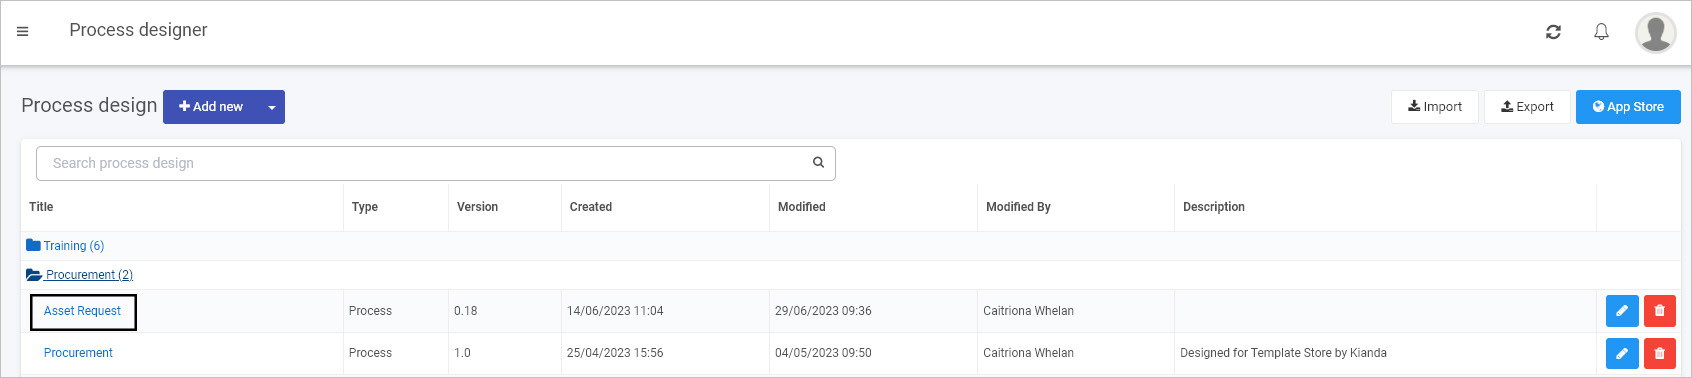 Process designer
Process design
Add new
Import
Export
App Store
Search process design
Title Type Version Created Modified Modified By Description
Training (6)
Procurement (2)
Asset Request Process 0.18 14/06/2023 11:04 29/06/2023 09:36 Caitriona Whelan
Procurement Process 1.0 25/04/2023 15:56 04/05/2023 09:50 Caitriona Whelan Designed for Template Store by Kianda